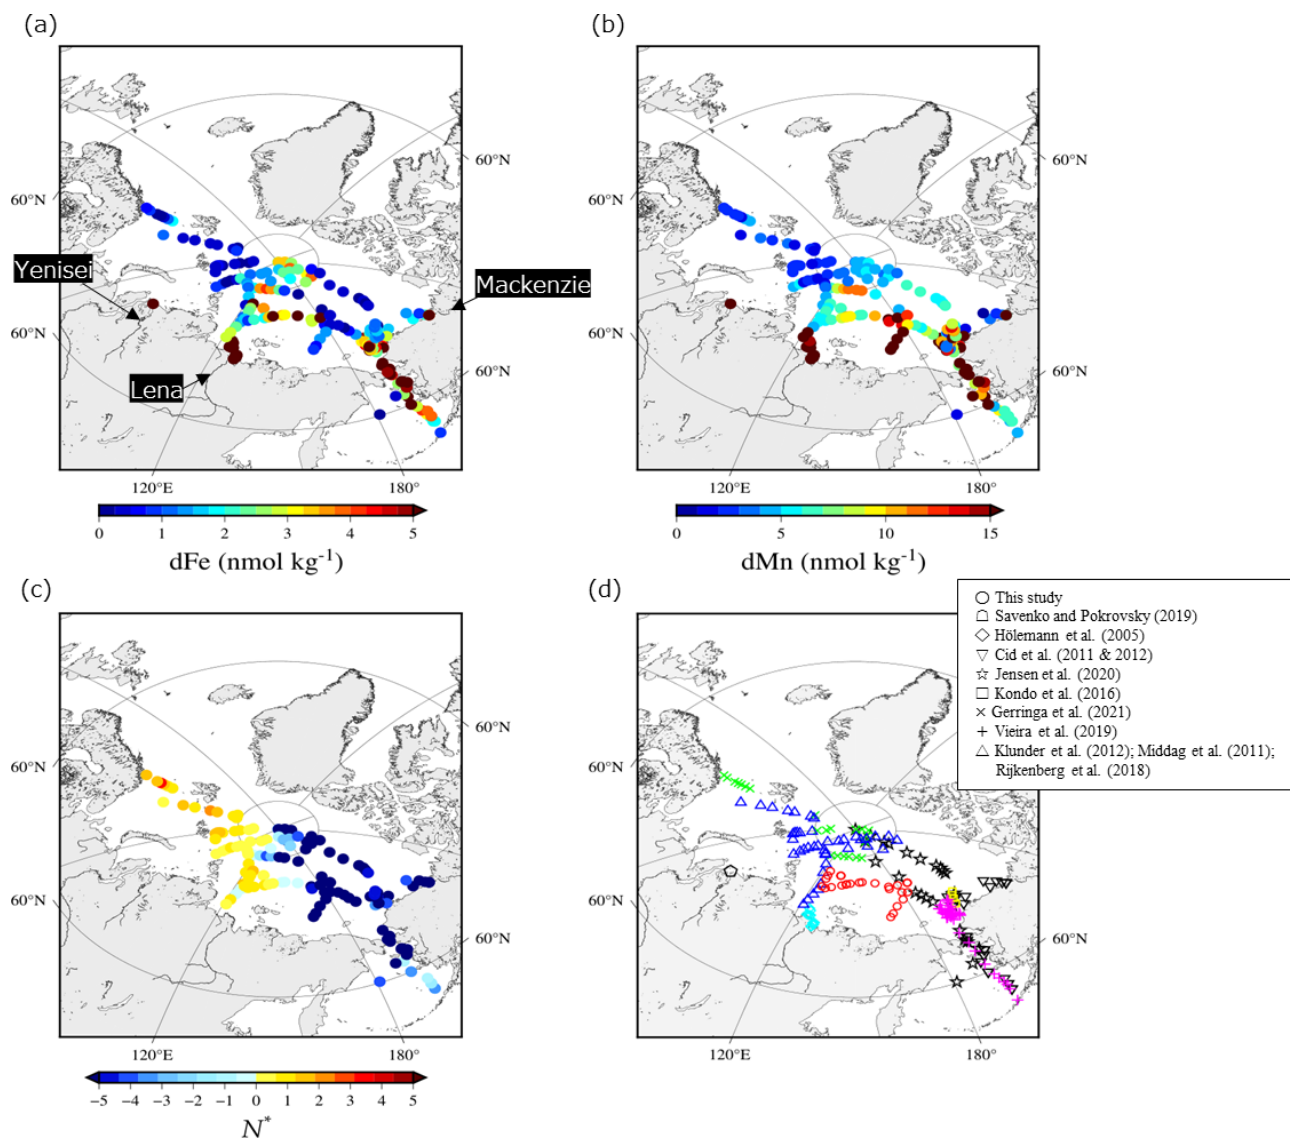 (a)
(b)
60°N
60°N
60°N
60°N
Yenisei
Mackenzie
60°N
60°N
Lena
60°N
60°N
120°E
180°
120°E
180°
0 1 2 3 4 5
0 5 10 15
dFe (nmol kg⁻¹)
dMn (nmol kg⁻¹)
(c)
(d)
This study
Savenko and Pokrovsky (2019)
Hölemann et al. (2005)
Cid et al. (2011 & 2012)
Jensen et al. (2020)
Kondo et al. (2016)
Gerringa et al. (2021)
Vieira et al. (2019)
Klunder et al. (2012); Middag et al. (2011);
Rijkenberg et al. (2018)
60°N
60°N
60°N
60°N
60°N
60°N
60°N
120°E
180°
120°E
180°
−5 −4 −3 −2 −1 0 1 2 3 4 5
N*